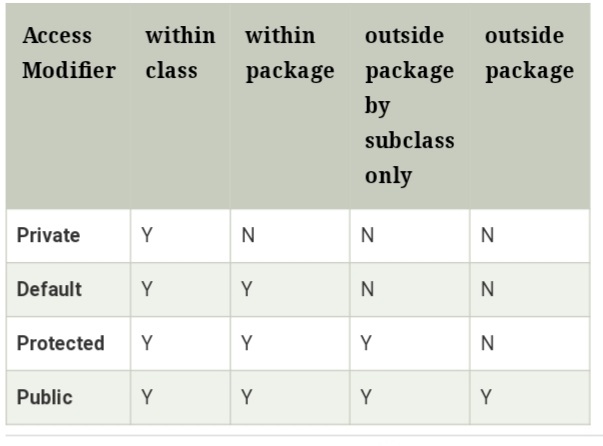 Access Modifier within class within package outside package by subclass only outside package
Private Y N N N
Default Y Y N N
Protected Y Y Y N
Public Y Y Y Y